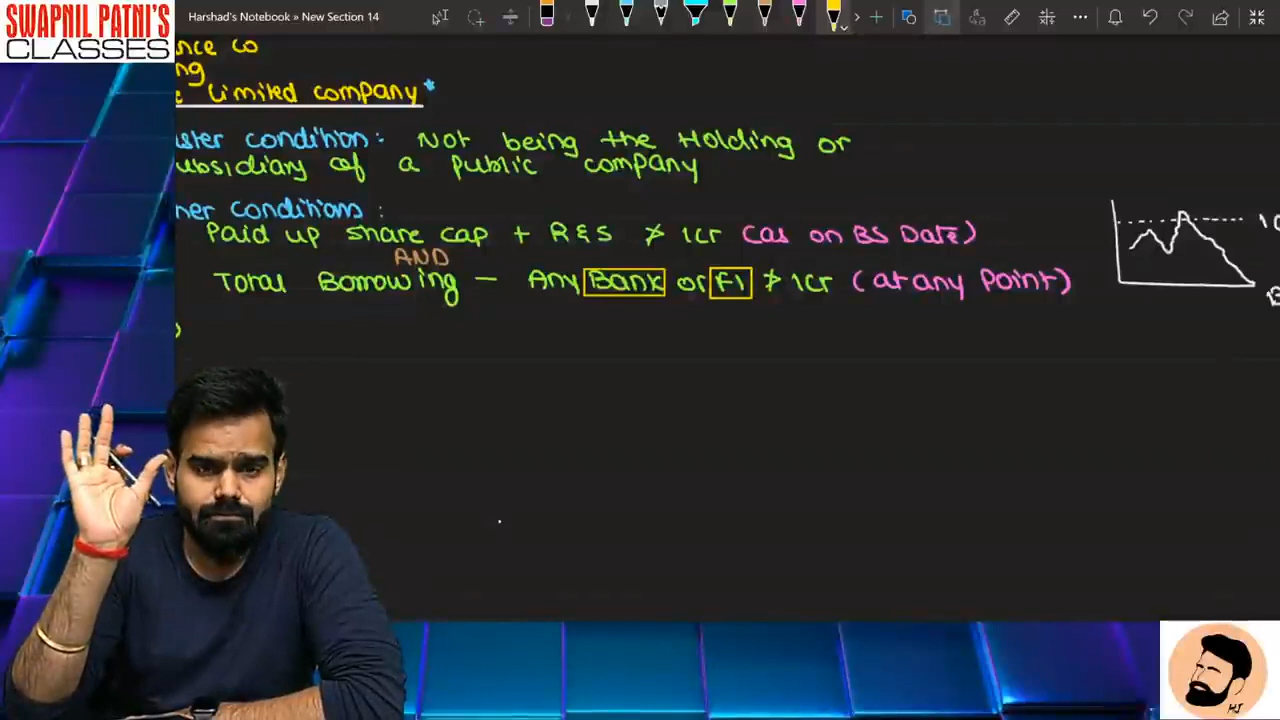 SWAPNIL PATNI'S
CLASSES
Harshad's Notebook » New Section 14
nce co
ng
e Limited company*
ster condition: Not being the Holding or
ubsidiary of a public company
her conditions:
Paid up share cap + R&S ≯ 1cr (as on BS Date)
AND
Total Borrowing - Any Bank or FI ≯ 1cr (at any Point)
HJ